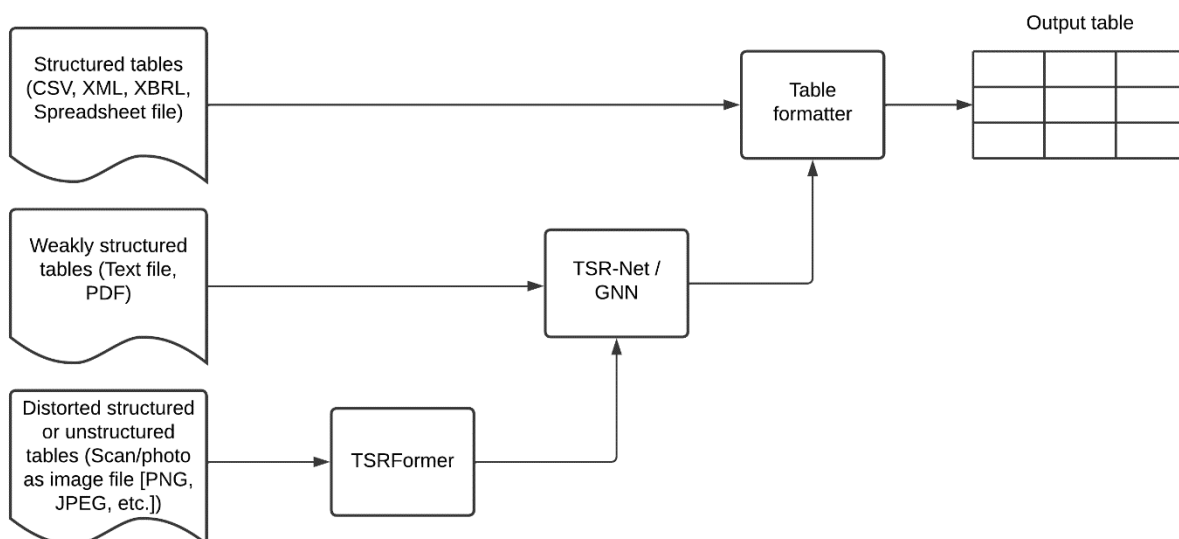 Output table
Structured tables
(CSV, XML, XBRL,
Spreadsheet file)
Table
formatter
Weakly structured
tables (Text file,
PDF)
TSR-Net /
GNN
Distorted structured
or unstructured
tables (Scan/photo
as image file [PNG,
JPEG, etc.])
TSRFormer